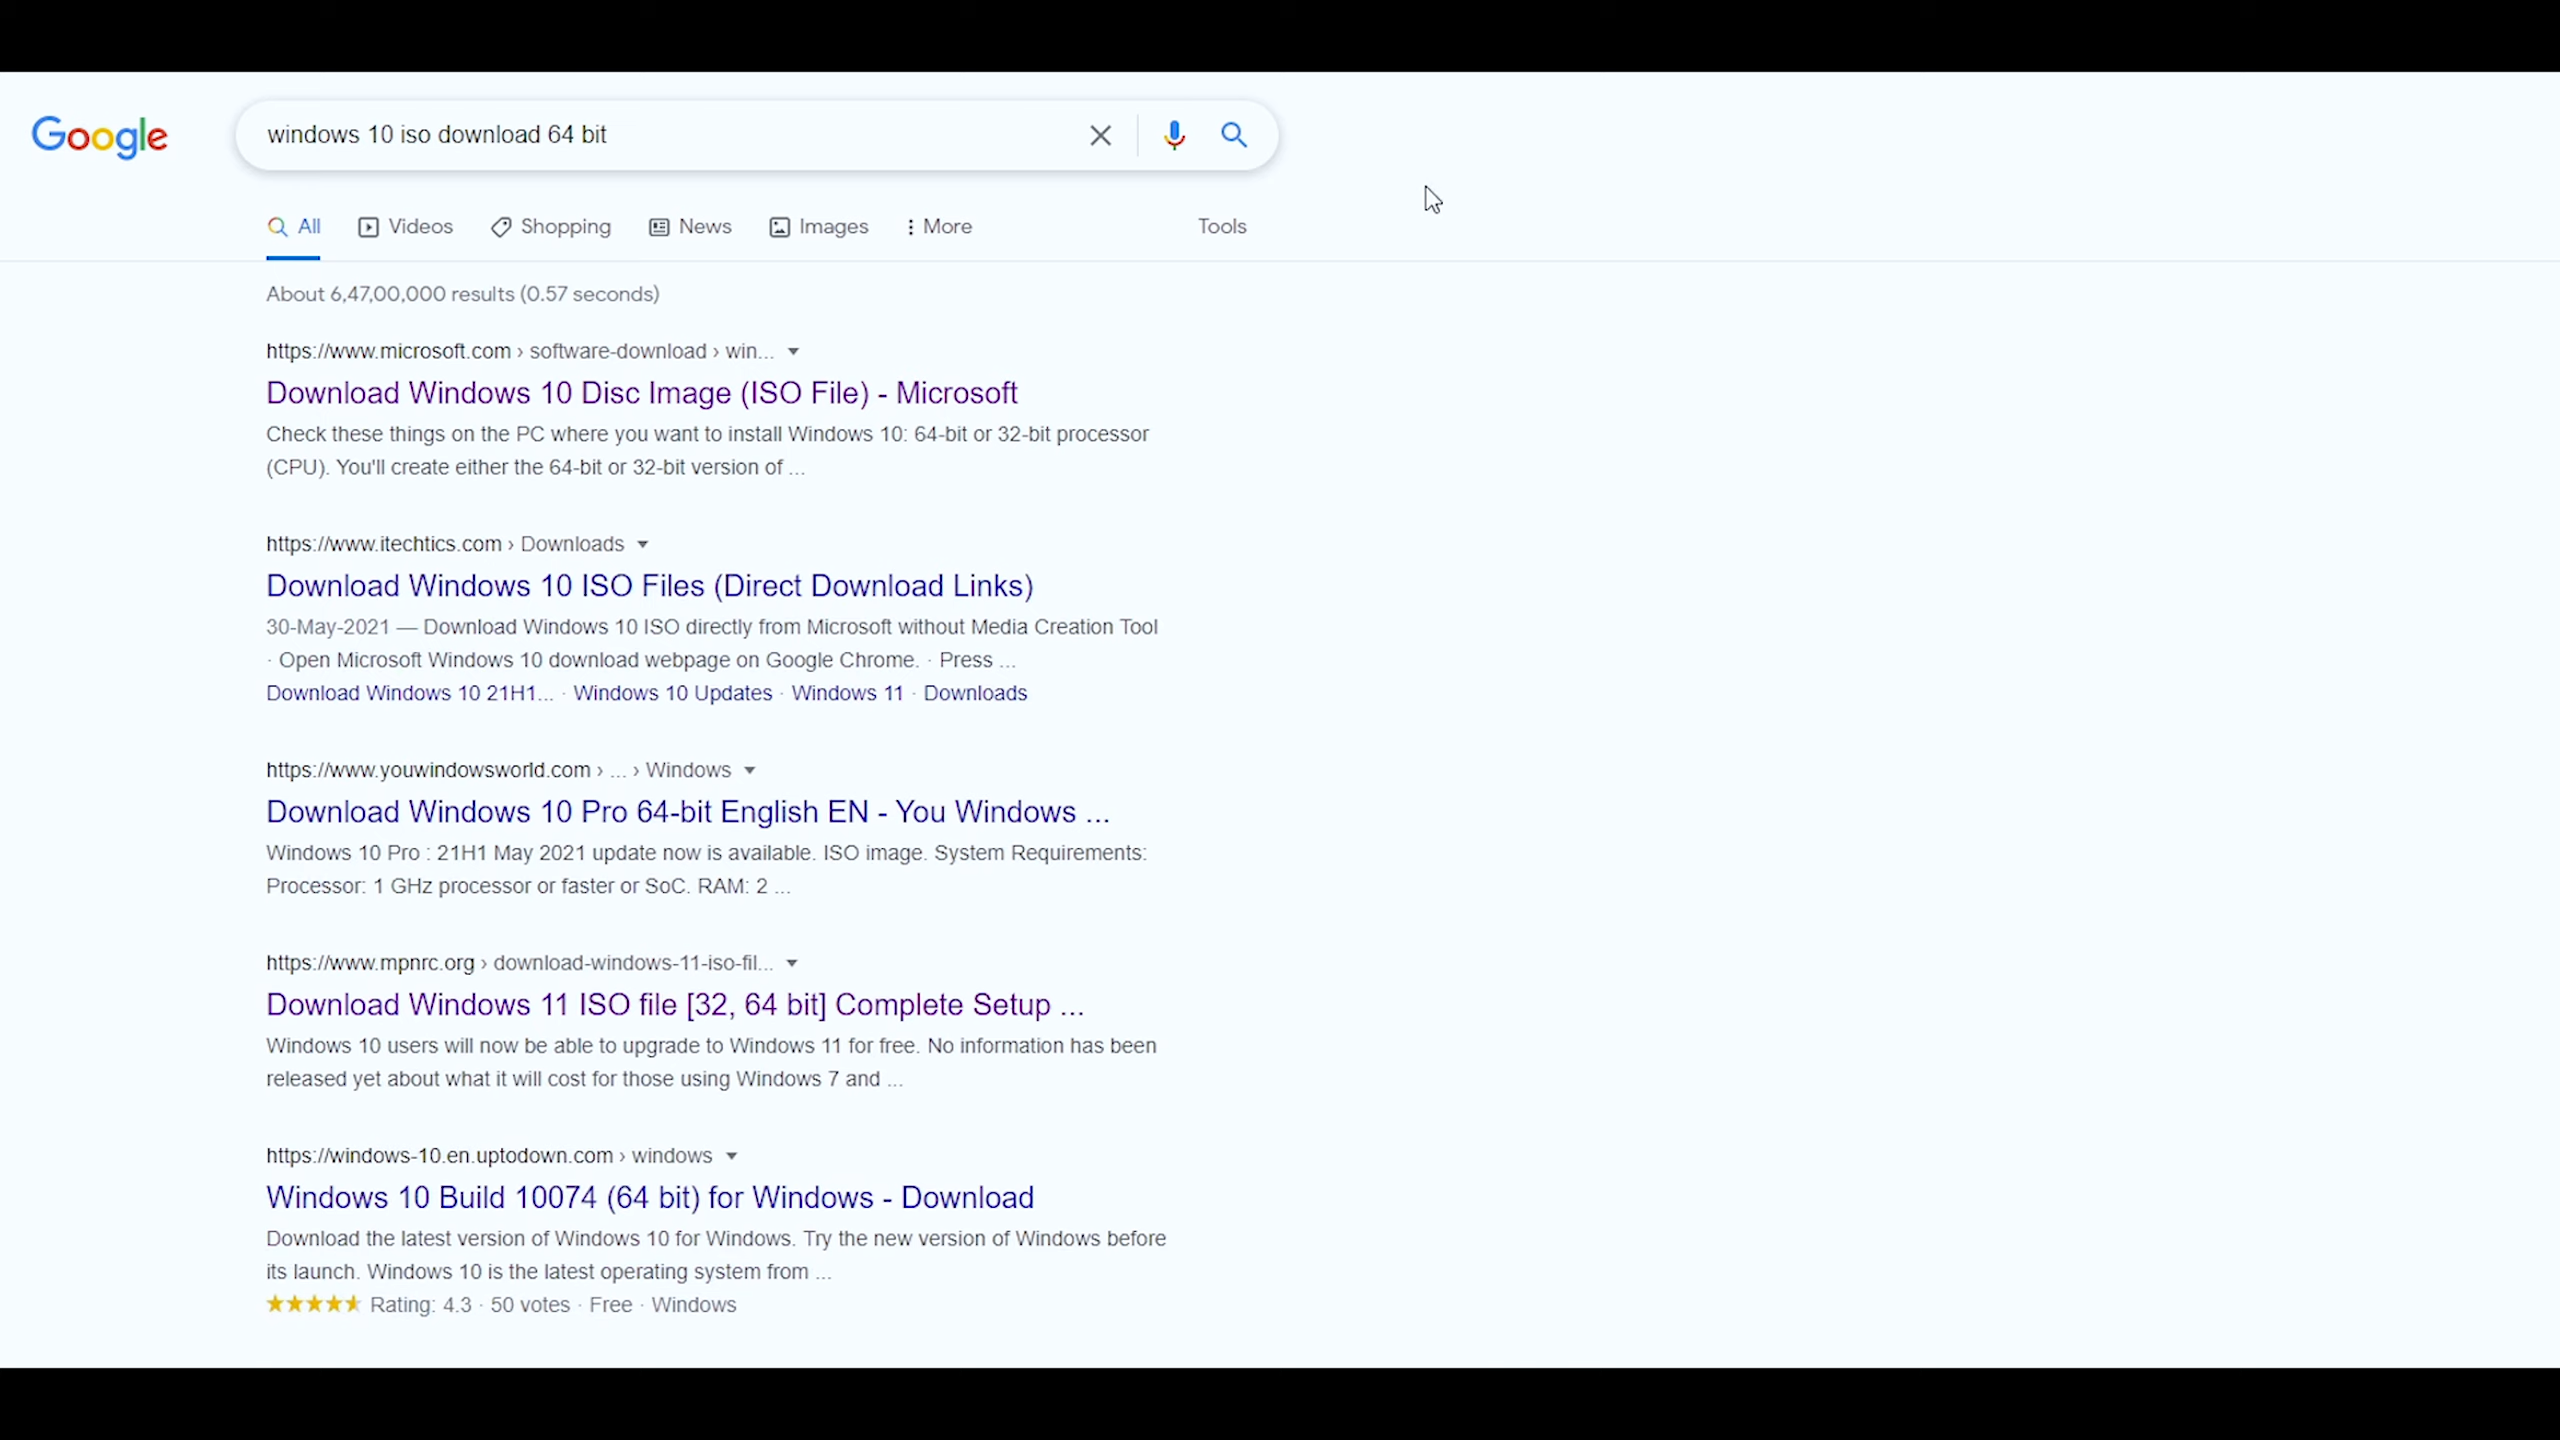 Google
windows 10 iso download 64 bit
All Videos Shopping News Images More Tools
About 6,47,00,000 results (0.57 seconds)
https://www.microsoft.com › software-download › win...
Download Windows 10 Disc Image (ISO File) - Microsoft
Check these things on the PC where you want to install Windows 10: 64-bit or 32-bit processor
(CPU). You'll create either the 64-bit or 32-bit version of ...
https://www.itechtics.com › Downloads
Download Windows 10 ISO Files (Direct Download Links)
30-May-2021 — Download Windows 10 ISO directly from Microsoft without Media Creation Tool
· Open Microsoft Windows 10 download webpage on Google Chrome. · Press ...
Download Windows 10 21H1... · Windows 10 Updates · Windows 11 · Downloads
https://www.youwindowsworld.com › ... › Windows
Download Windows 10 Pro 64-bit English EN - You Windows ...
Windows 10 Pro : 21H1 May 2021 update now is available. ISO image. System Requirements:
Processor: 1 GHz processor or faster or SoC. RAM: 2 ...
https://www.mpnrc.org › download-windows-11-iso-fil...
Download Windows 11 ISO file [32, 64 bit] Complete Setup ...
Windows 10 users will now be able to upgrade to Windows 11 for free. No information has been
released yet about what it will cost for those using Windows 7 and ...
https://windows-10.en.uptodown.com › windows
Windows 10 Build 10074 (64 bit) for Windows - Download
Download the latest version of Windows 10 for Windows. Try the new version of Windows before
its launch. Windows 10 is the latest operating system from ...
Rating: 4.3 · 50 votes · Free · Windows